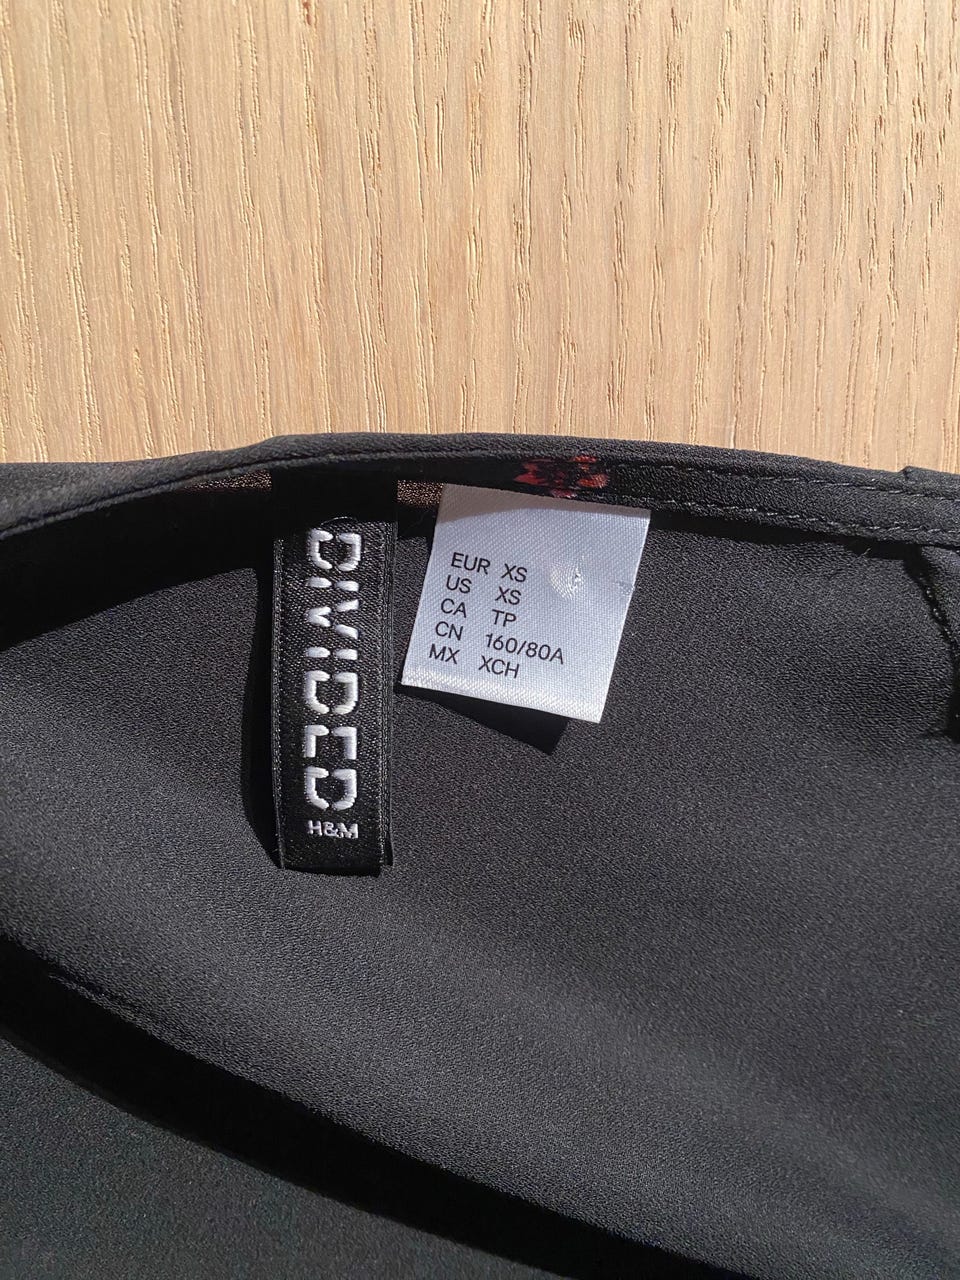 DIVIDED
H&M
EUR XS
US XS
CA TP
CN 160/80A
MX XCH